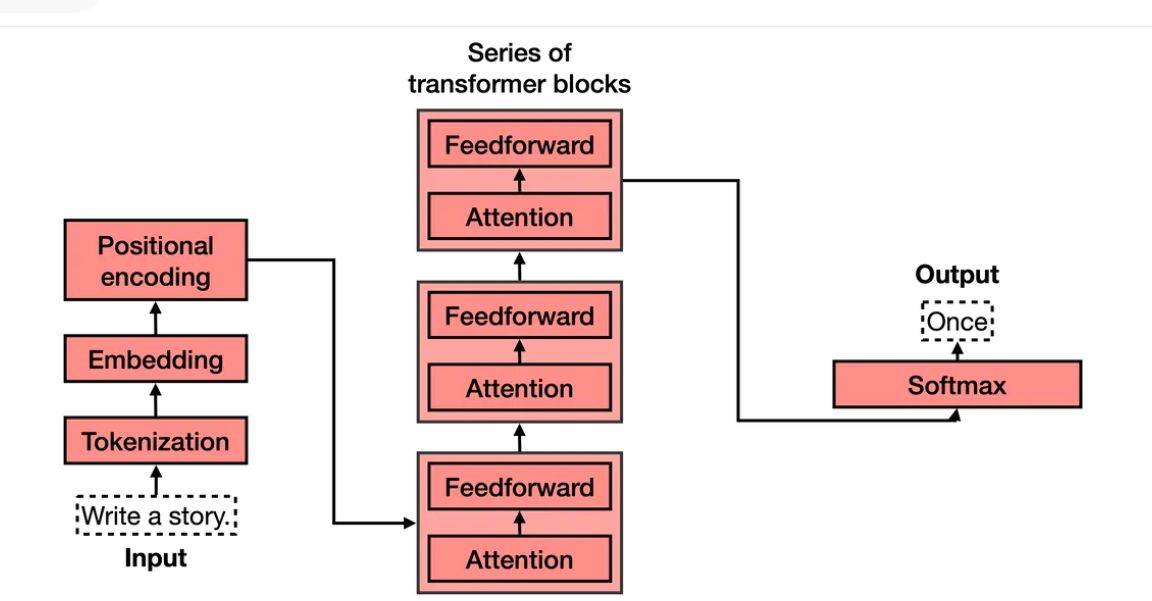 Series of
transformer blocks
Feedforward
Attention
Positional
encoding
Feedforward
Output
Once
Embedding
Attention
Softmax
Tokenization
Feedforward
Write a story.
Input
Attention